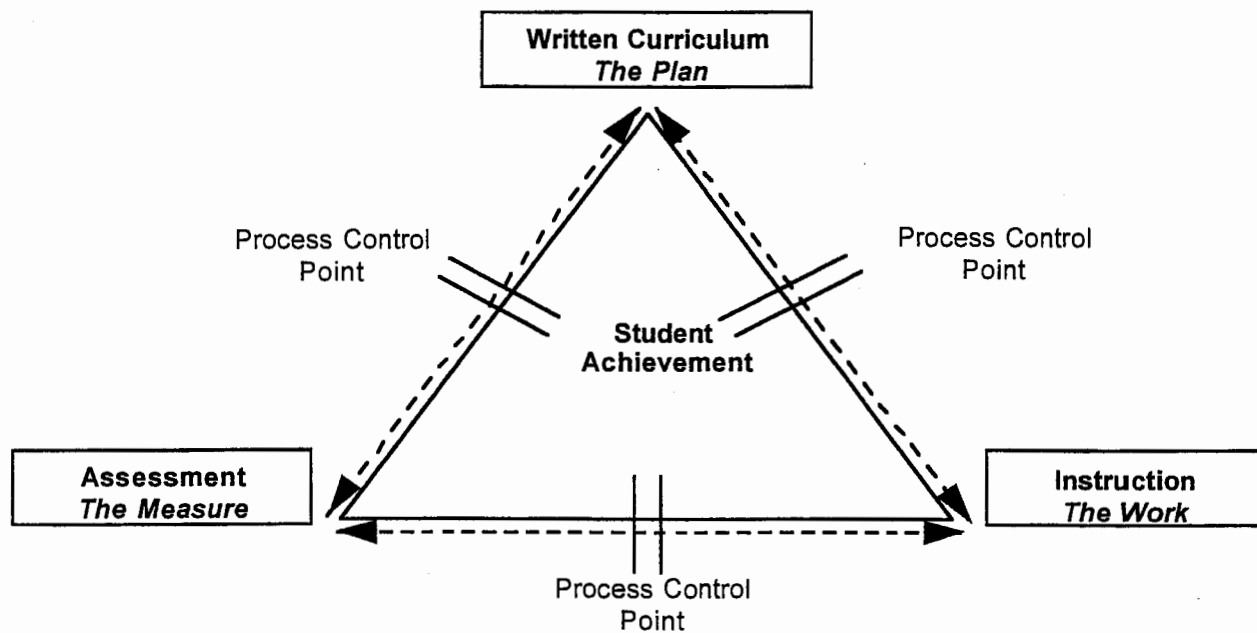 Written Curriculum
The Plan
Process Control
Point
Process Control
Point
Student
Achievement
Assessment
The Measure
Instruction
The Work
Process Control
Point